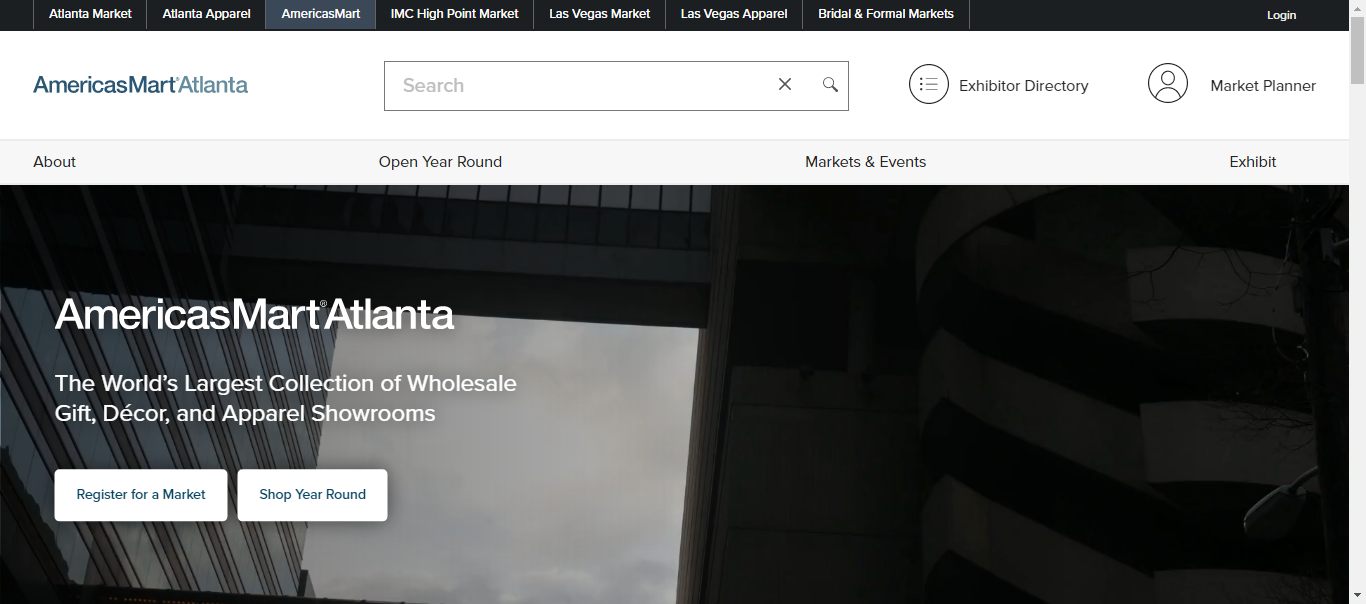 Atlanta Market Atlanta Apparel AmericasMart IMC High Point Market Las Vegas Market Las Vegas Apparel Bridal & Formal Markets Login
AmericasMart®Atlanta Search Exhibitor Directory Market Planner
About Open Year Round Markets & Events Exhibit
AmericasMart®Atlanta
The World's Largest Collection of Wholesale
Gift, Décor, and Apparel Showrooms
Register for a Market Shop Year Round